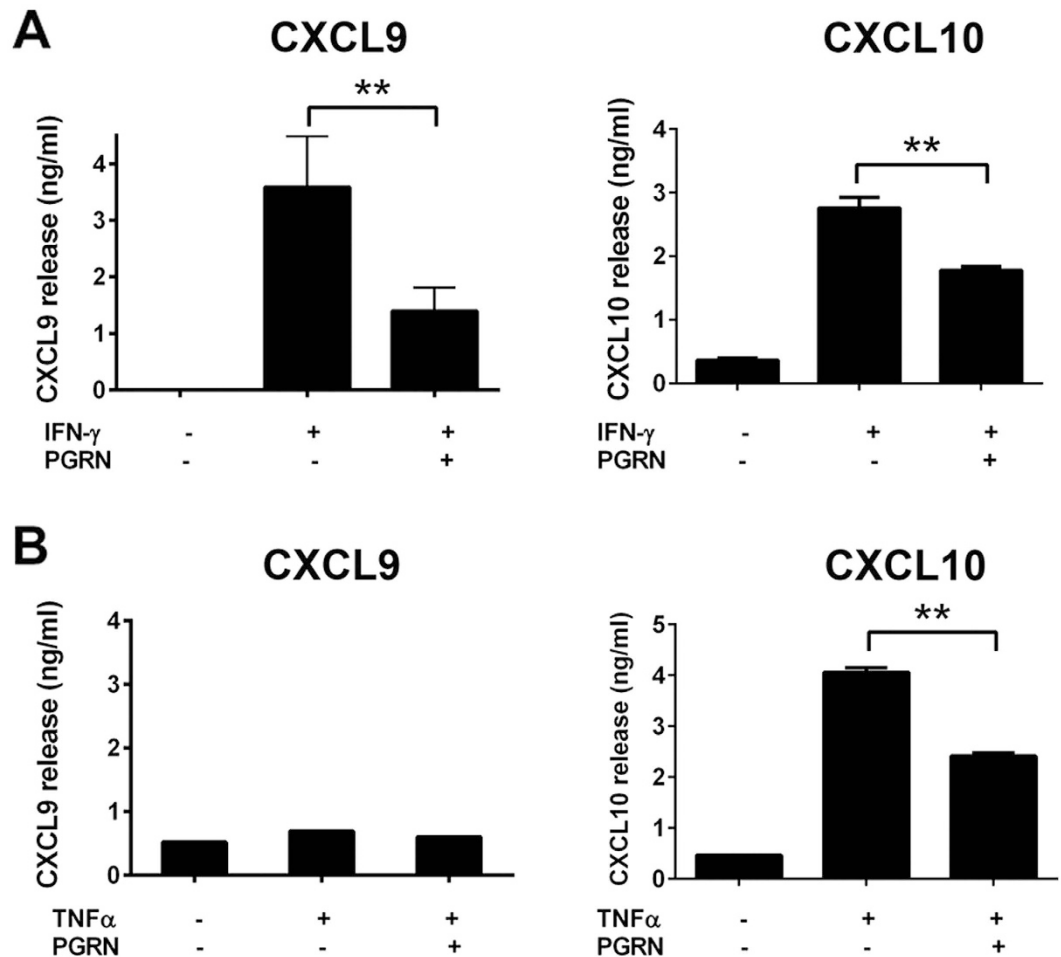 A
CXCL9
CXCL10
**
**
CXCL9 release (ng/ml)
4
3
2
1
0
CXCL10 release (ng/ml)
4
3
2
1
0
IFN-γ - + +
PGRN - - +
IFN-γ - + +
PGRN - - +
B
CXCL9
CXCL10
**
CXCL9 release (ng/ml)
4
3
2
1
0
CXCL10 release (ng/ml)
5
4
3
2
1
0
TNFα - + +
PGRN - - +
TNFα - + +
PGRN - - +